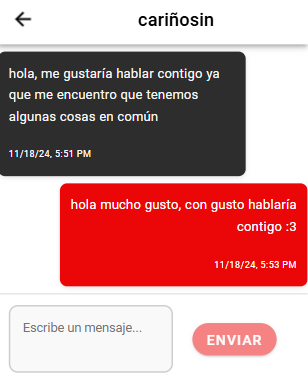 cariñosin
hola, me gustaría hablar contigo ya
que me encuentro que tenemos
algunas cosas en común
11/18/24, 5:51 PM
hola mucho gusto, con gusto hablaría
contigo :3
11/18/24, 5:53 PM
Escribe un mensaje...
ENVIAR